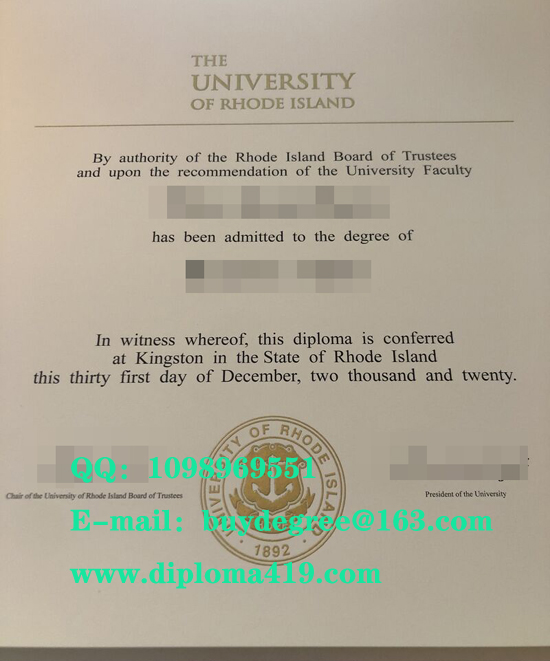 THE
UNIVERSITY
OF RHODE ISLAND
By authority of the Rhode Island Board of Trustees
and upon the recommendation of the University Faculty
has been admitted to the degree of
In witness whereof, this diploma is conferred
at Kingston in the State of Rhode Island
this thirty first day of December, two thousand and twenty.
UNIVERSITY OF RHODE ISLAND
1892
QQ: 1098969551
Chair of the University of Rhode Island Board of Trustees
President of the University
E-mail: buydegree@163.com
www.diploma419.com